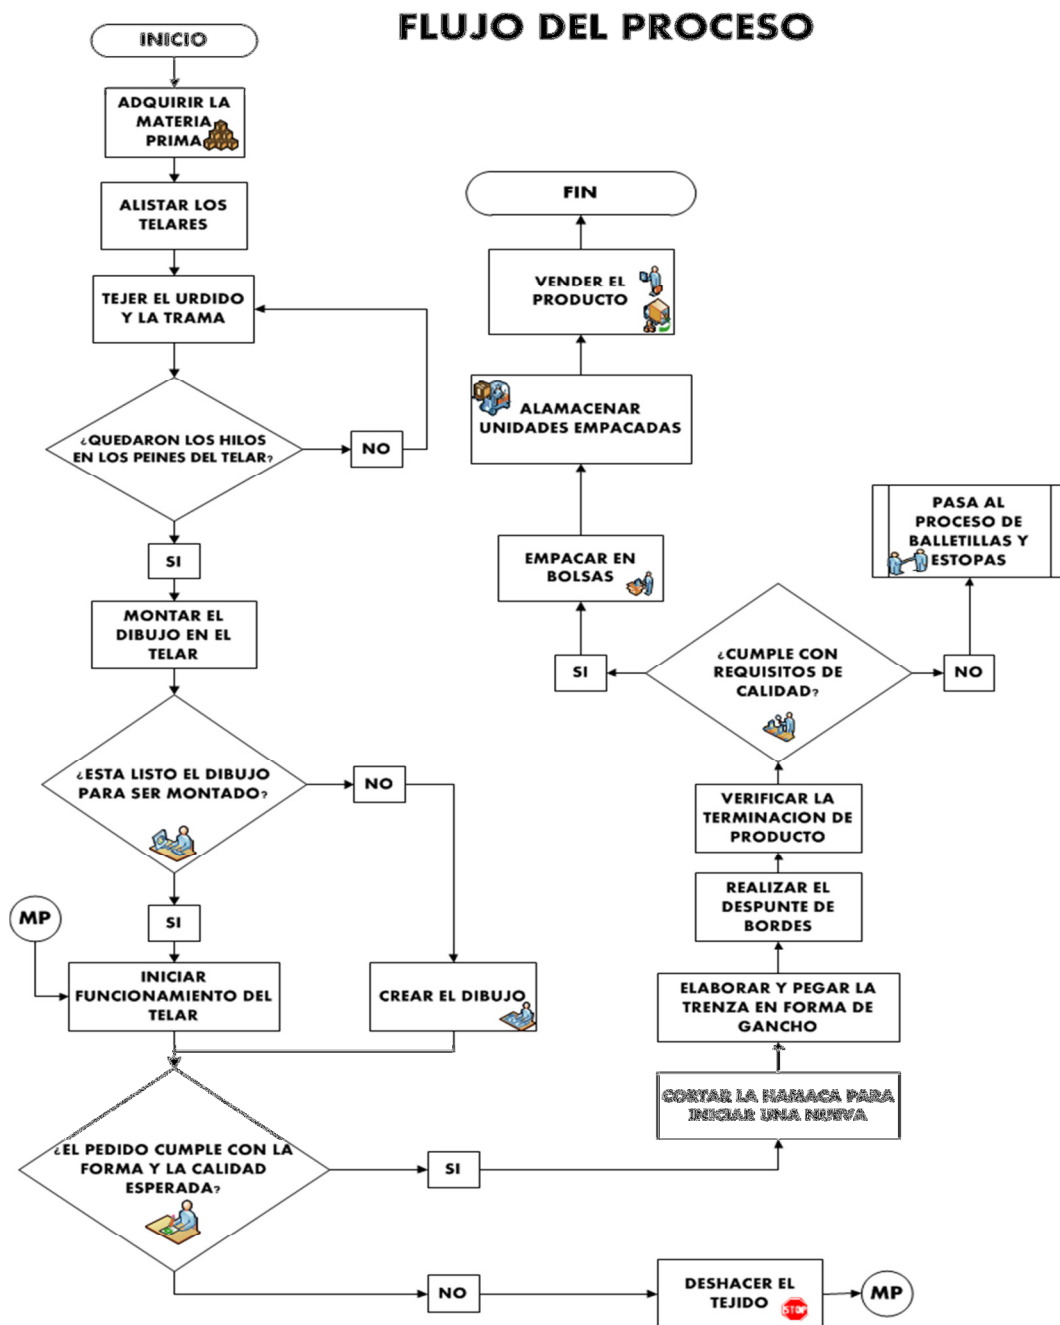 FLUJO DEL PROCESO
INICIO
ADQUIRIR LA
MATERIA
PRIMA
ALISTAR LOS
TELARES
TEJER EL URDIDO
Y LA TRAMA
¿QUEDARON LOS HILOS
EN LOS PEINES DEL TELAR?
NO
SI
MONTAR EL
DIBUJO EN EL
TELAR
¿ESTA LISTO EL DIBUJO
PARA SER MONTADO?
NO
SI
MP
INICIAR
FUNCIONAMIENTO DEL
TELAR
CREAR EL DIBUJO
¿EL PEDIDO CUMPLE CON LA
FORMA Y LA CALIDAD
ESPERADA?
SI
NO
DESHACER EL
TEJIDO
STOP
MP
CORTAR LA HAMACA PARA
INICIAR UNA NUEVA
ELABORAR Y PEGAR LA
TRENZA EN FORMA DE
GANCHO
REALIZAR EL
DESPUNTE DE
BORDES
VERIFICAR LA
TERMINACION DE
PRODUCTO
¿CUMPLE CON
REQUISITOS DE
CALIDAD?
NO
PASA AL
PROCESO DE
BALLETILLAS Y
ESTOPAS
SI
EMPACAR EN
BOLSAS
ALAMACENAR
UNIDADES EMPACADAS
VENDER EL
PRODUCTO
FIN